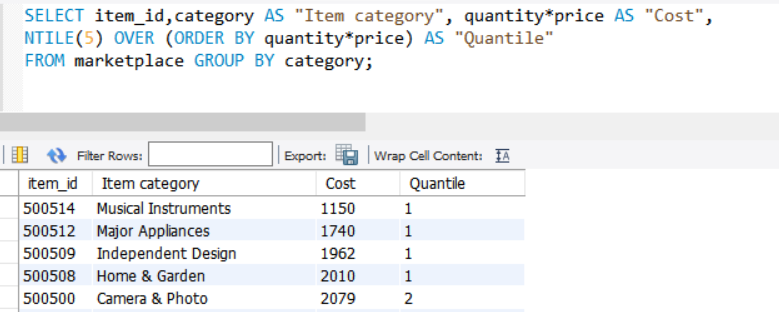 SELECT item_id,category AS "Item category", quantity*price AS "Cost",
NTILE(5) OVER (ORDER BY quantity*price) AS "Quantile"
FROM marketplace GROUP BY category;
Filter Rows: Export: Wrap Cell Content: IA
item_id Item category Cost Quantile
500514 Musical Instruments 1150 1
500512 Major Appliances 1740 1
500509 Independent Design 1962 1
500508 Home & Garden 2010 1
500500 Camera & Photo 2079 2